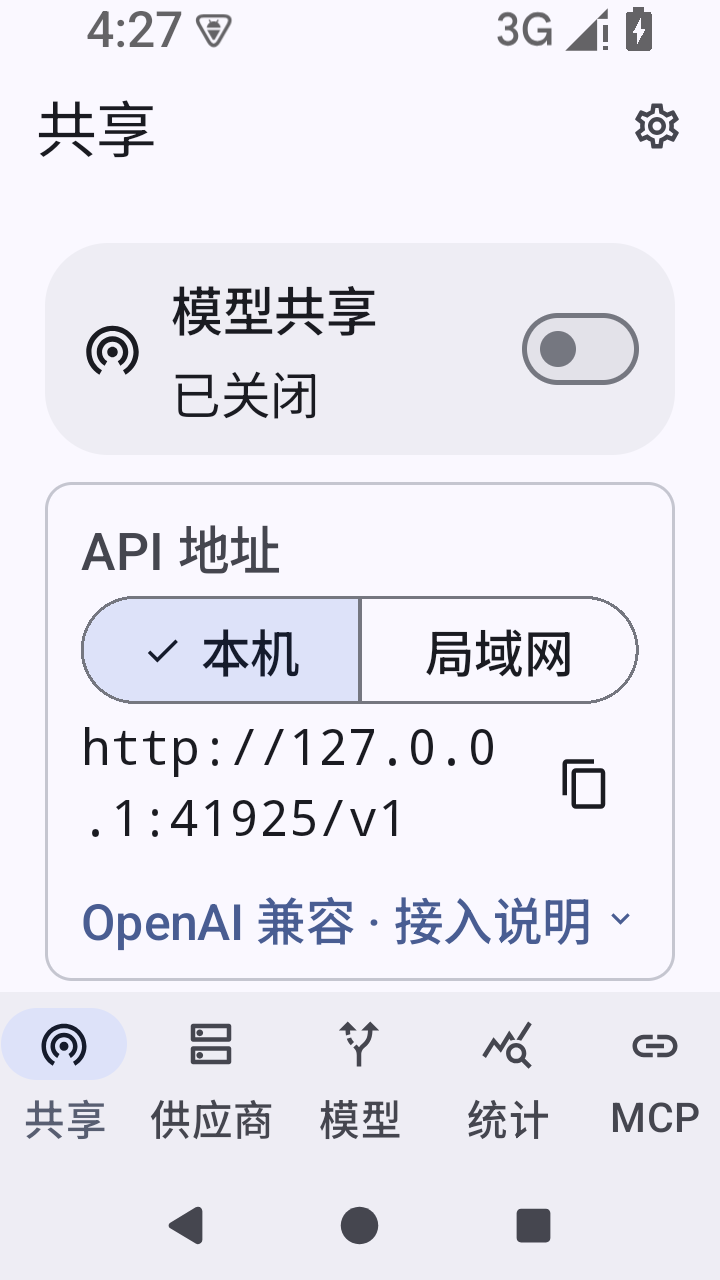 4:27
3G
共享
模型共享
已关闭
API 地址
本机
局域网
http://127.0.0
.1:41925/v1
OpenAI 兼容 · 接入说明
共享
供应商
模型
统计
MCP